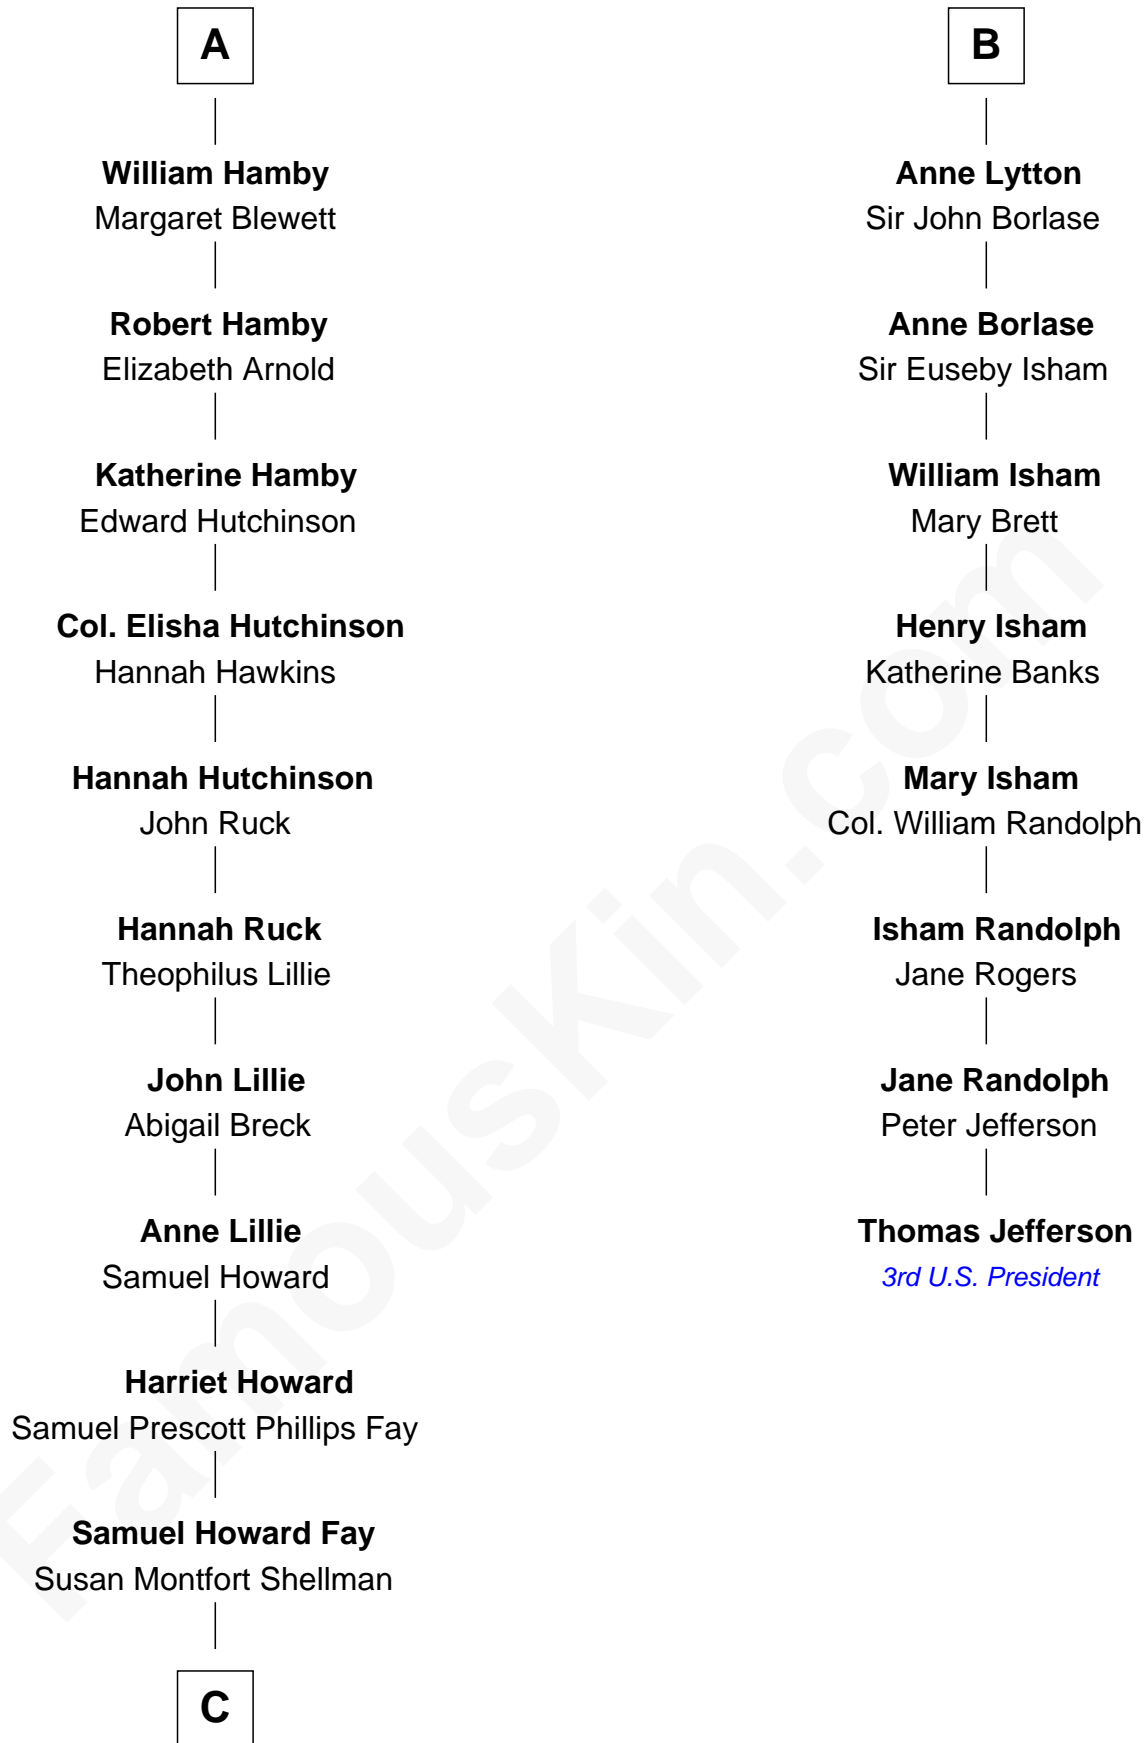 A
William Hamby
Margaret Blewett
Robert Hamby
Elizabeth Arnold
Katherine Hamby
Edward Hutchinson
Col. Elisha Hutchinson
Hannah Hawkins
Hannah Hutchinson
John Ruck
Hannah Ruck
Theophilus Lillie
John Lillie
Abigail Breck
Anne Lillie
Samuel Howard
Harriet Howard
Samuel Prescott Phillips Fay
Samuel Howard Fay
Susan Montfort Shellman
C
B
Anne Lytton
Sir John Borlase
Anne Borlase
Sir Euseby Isham
William Isham
Mary Brett
Henry Isham
Katherine Banks
Mary Isham
Col. William Randolph
Isham Randolph
Jane Rogers
Jane Randolph
Peter Jefferson
Thomas Jefferson
3rd U.S. President
FamousKin.com